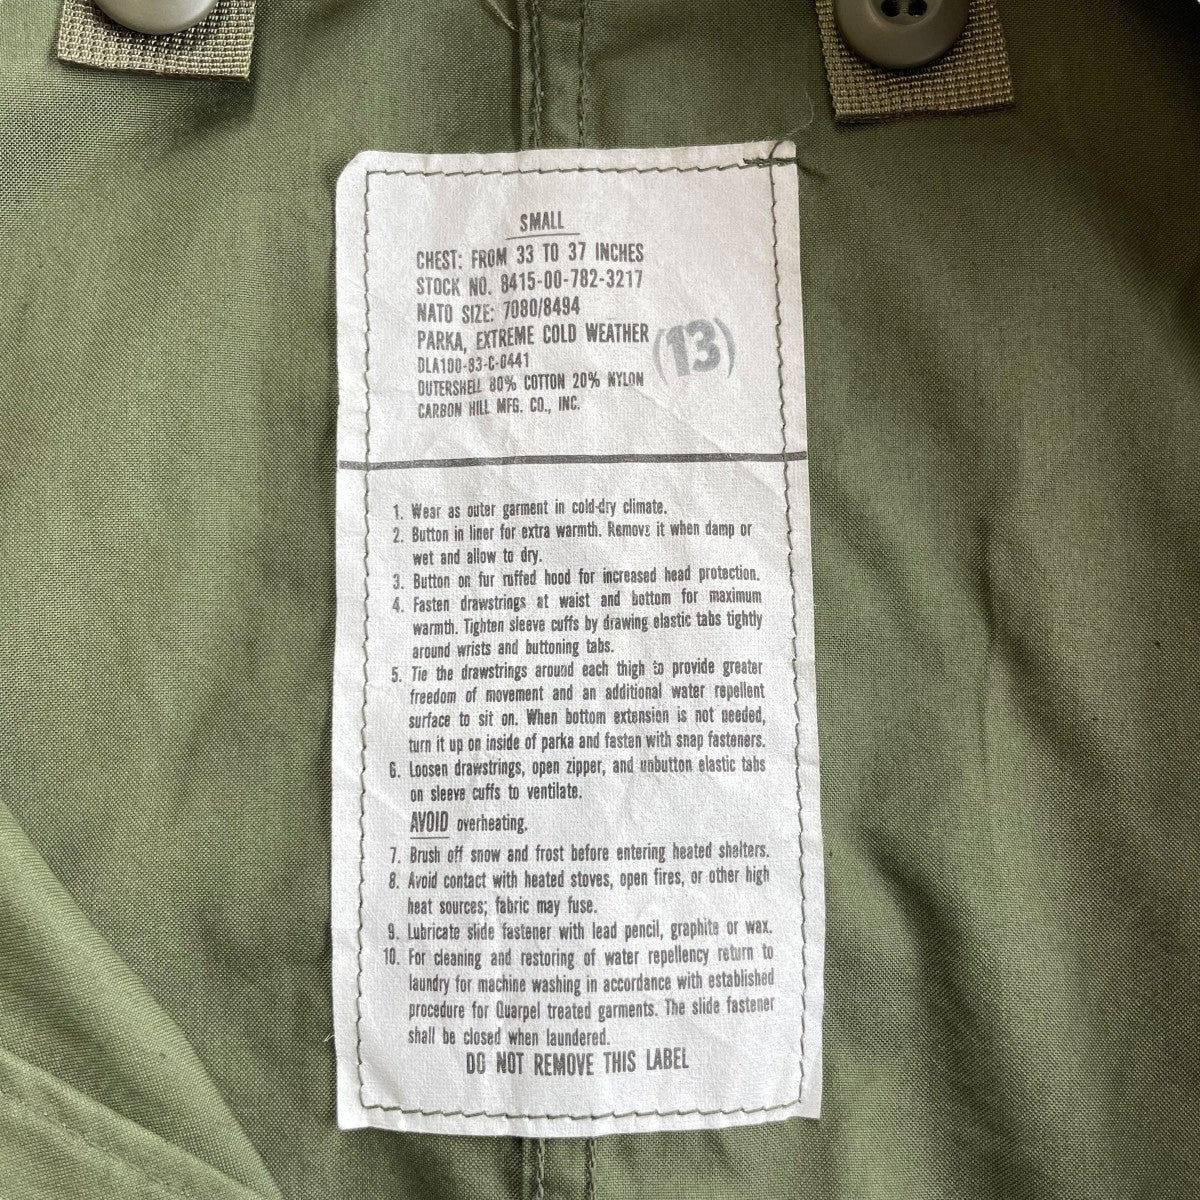 SMALL
CHEST: FROM 33 TO 37 INCHES
STOCK NO. 8415-00-782-3217
NATO SIZE: 7080/8494
PARKA, EXTREME COLD WEATHER
(13)
DLA100-83-C-0441
OUTERSHELL 80% COTTON 20% NYLON
CARBON HILL MFG. CO., INC.
1. Wear as outer garment in cold-dry climate.
2. Button in liner for extra warmth. Remove it when damp or
wet and allow to dry.
3. Button on fur ruffed hood for increased head protection.
4. Fasten drawstrings at waist and bottom for maximum
warmth. Tighten sleeve cuffs by drawing elastic tabs tightly
around wrists and buttoning tabs.
5. Tie the drawstrings around each thigh to provide greater
freedom of movement and an additional water repellent
surface to sit on. When bottom extension is not needed,
turn it up on inside of parka and fasten with snap fasteners.
6. Loosen drawstrings, open zipper, and unbutton elastic tabs
on sleeve cuffs to ventilate.
AVOID overheating.
7. Brush off snow and frost before entering heated shelters.
8. Avoid contact with heated stoves, open fires, or other high
heat sources; fabric may fuse.
9. Lubricate slide fastener with lead pencil, graphite or wax.
10. For cleaning and restoring of water repellency return to
laundry for machine washing in accordance with established
procedure for Quarpel treated garments. The slide fastener
shall be closed when laundered.
DO NOT REMOVE THIS LABEL